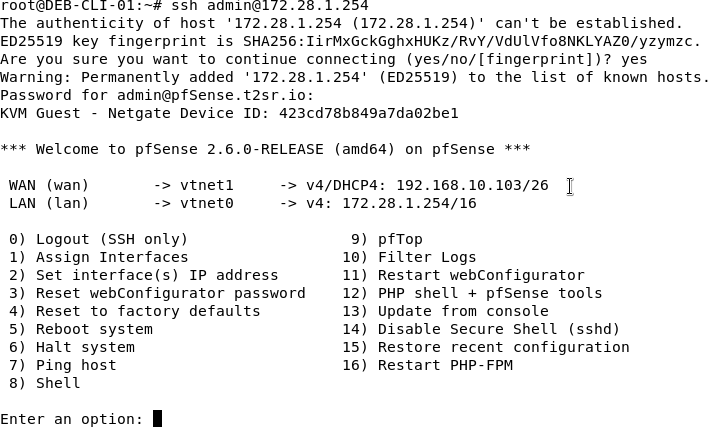 root@DEB-CLI-01:~# ssh admin@172.28.1.254
The authenticity of host '172.28.1.254 (172.28.1.254)' can't be established.
ED25519 key fingerprint is SHA256:IirMxGckGghxHUKz/RvY/VdUlVfo8NKLYAZ0/yzymzc.
Are you sure you want to continue connecting (yes/no/[fingerprint])? yes
Warning: Permanently added '172.28.1.254' (ED25519) to the list of known hosts.
Password for admin@pfSense.t2sr.io:
KVM Guest - Netgate Device ID: 423cd78b849a7da02be1

*** Welcome to pfSense 2.6.0-RELEASE (amd64) on pfSense ***

 WAN (wan)       -> vtnet1     -> v4/DHCP4: 192.168.10.103/26
 LAN (lan)       -> vtnet0     -> v4: 172.28.1.254/16

 0) Logout (SSH only)                  9) pfTop
 1) Assign Interfaces                 10) Filter Logs
 2) Set interface(s) IP address       11) Restart webConfigurator
 3) Reset webConfigurator password    12) PHP shell + pfSense tools
 4) Reset to factory defaults         13) Update from console
 5) Reboot system                     14) Disable Secure Shell (sshd)
 6) Halt system                       15) Restore recent configuration
 7) Ping host                         16) Restart PHP-FPM
 8) Shell

Enter an option: